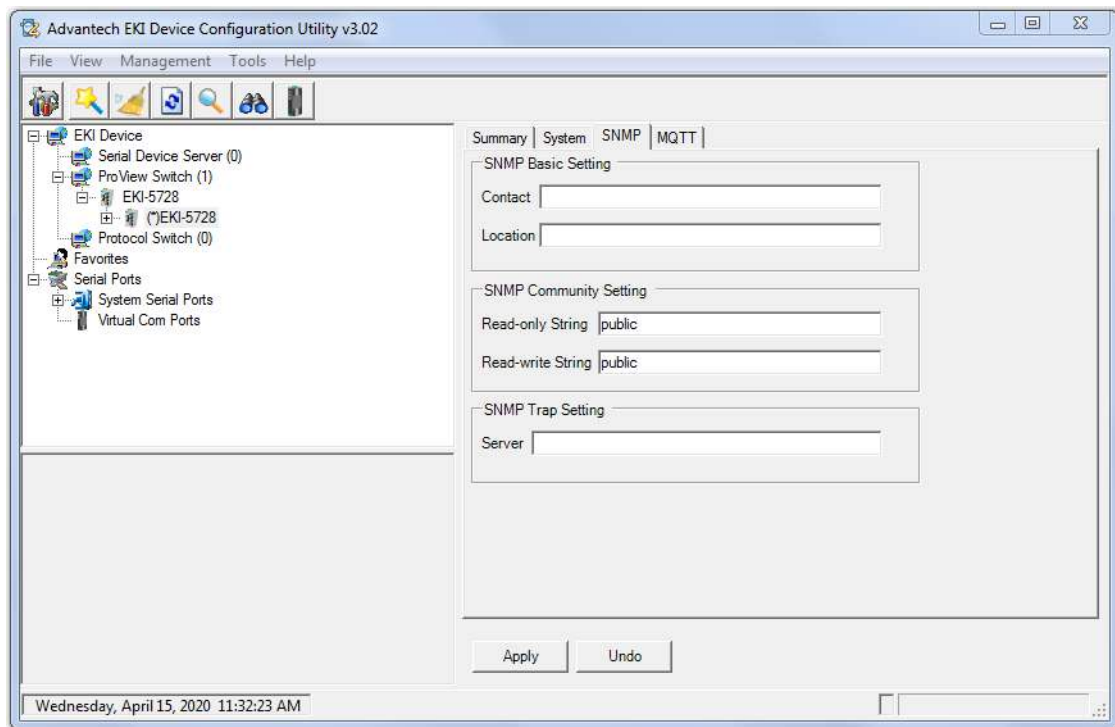 Advantech EKI Device Configuration Utility v3.02
File View Management Tools Help
EKI Device
Serial Device Server (0)
ProView Switch (1)
EKI-5728
(*)EKI-5728
Protocol Switch (0)
Favorites
Serial Ports
System Serial Ports
Virtual Com Ports
Summary System SNMP MQTT
SNMP Basic Setting
Contact
Location
SNMP Community Setting
Read-only String public
Read-write String public
SNMP Trap Setting
Server
Apply Undo
Wednesday, April 15, 2020 11:32:23 AM